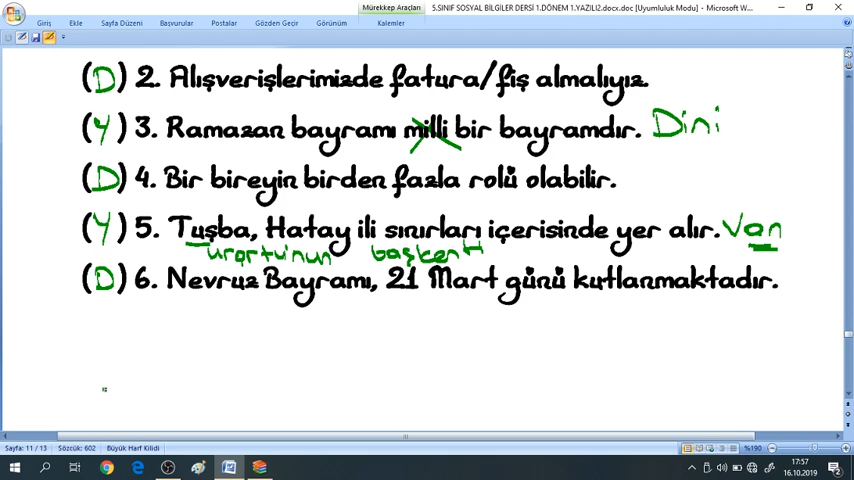 Mürekkep Araçları
5.SINIF SOSYAL BİLGİLER DERSİ 1.DÖNEM 1.YAZILI2.docx.doc [Uyumluluk Modu] - Microsoft W...
Giriş Ekle Sayfa Düzeni Başvurular Postalar Gözden Geçir Görünüm Kalemler
(D) 2. Alışverişlerimizde fatura/fiş almalıyız.
(Y) 3. Ramazan bayramı milli bir bayramdır. Dini
(D) 4. Bir bireyin birden fazla rolü olabilir.
(Y) 5. Tuşba, Hatay ili sınırları içerisinde yer alır. Van
urartu'nun başkenti
(D) 6. Nevruz Bayramı, 21 Mart günü kutlanmaktadır.
Sayfa: 11 / 13 Sözcük: 602 Büyük Harf Kilidi %190
17:57
16.10.2019
2